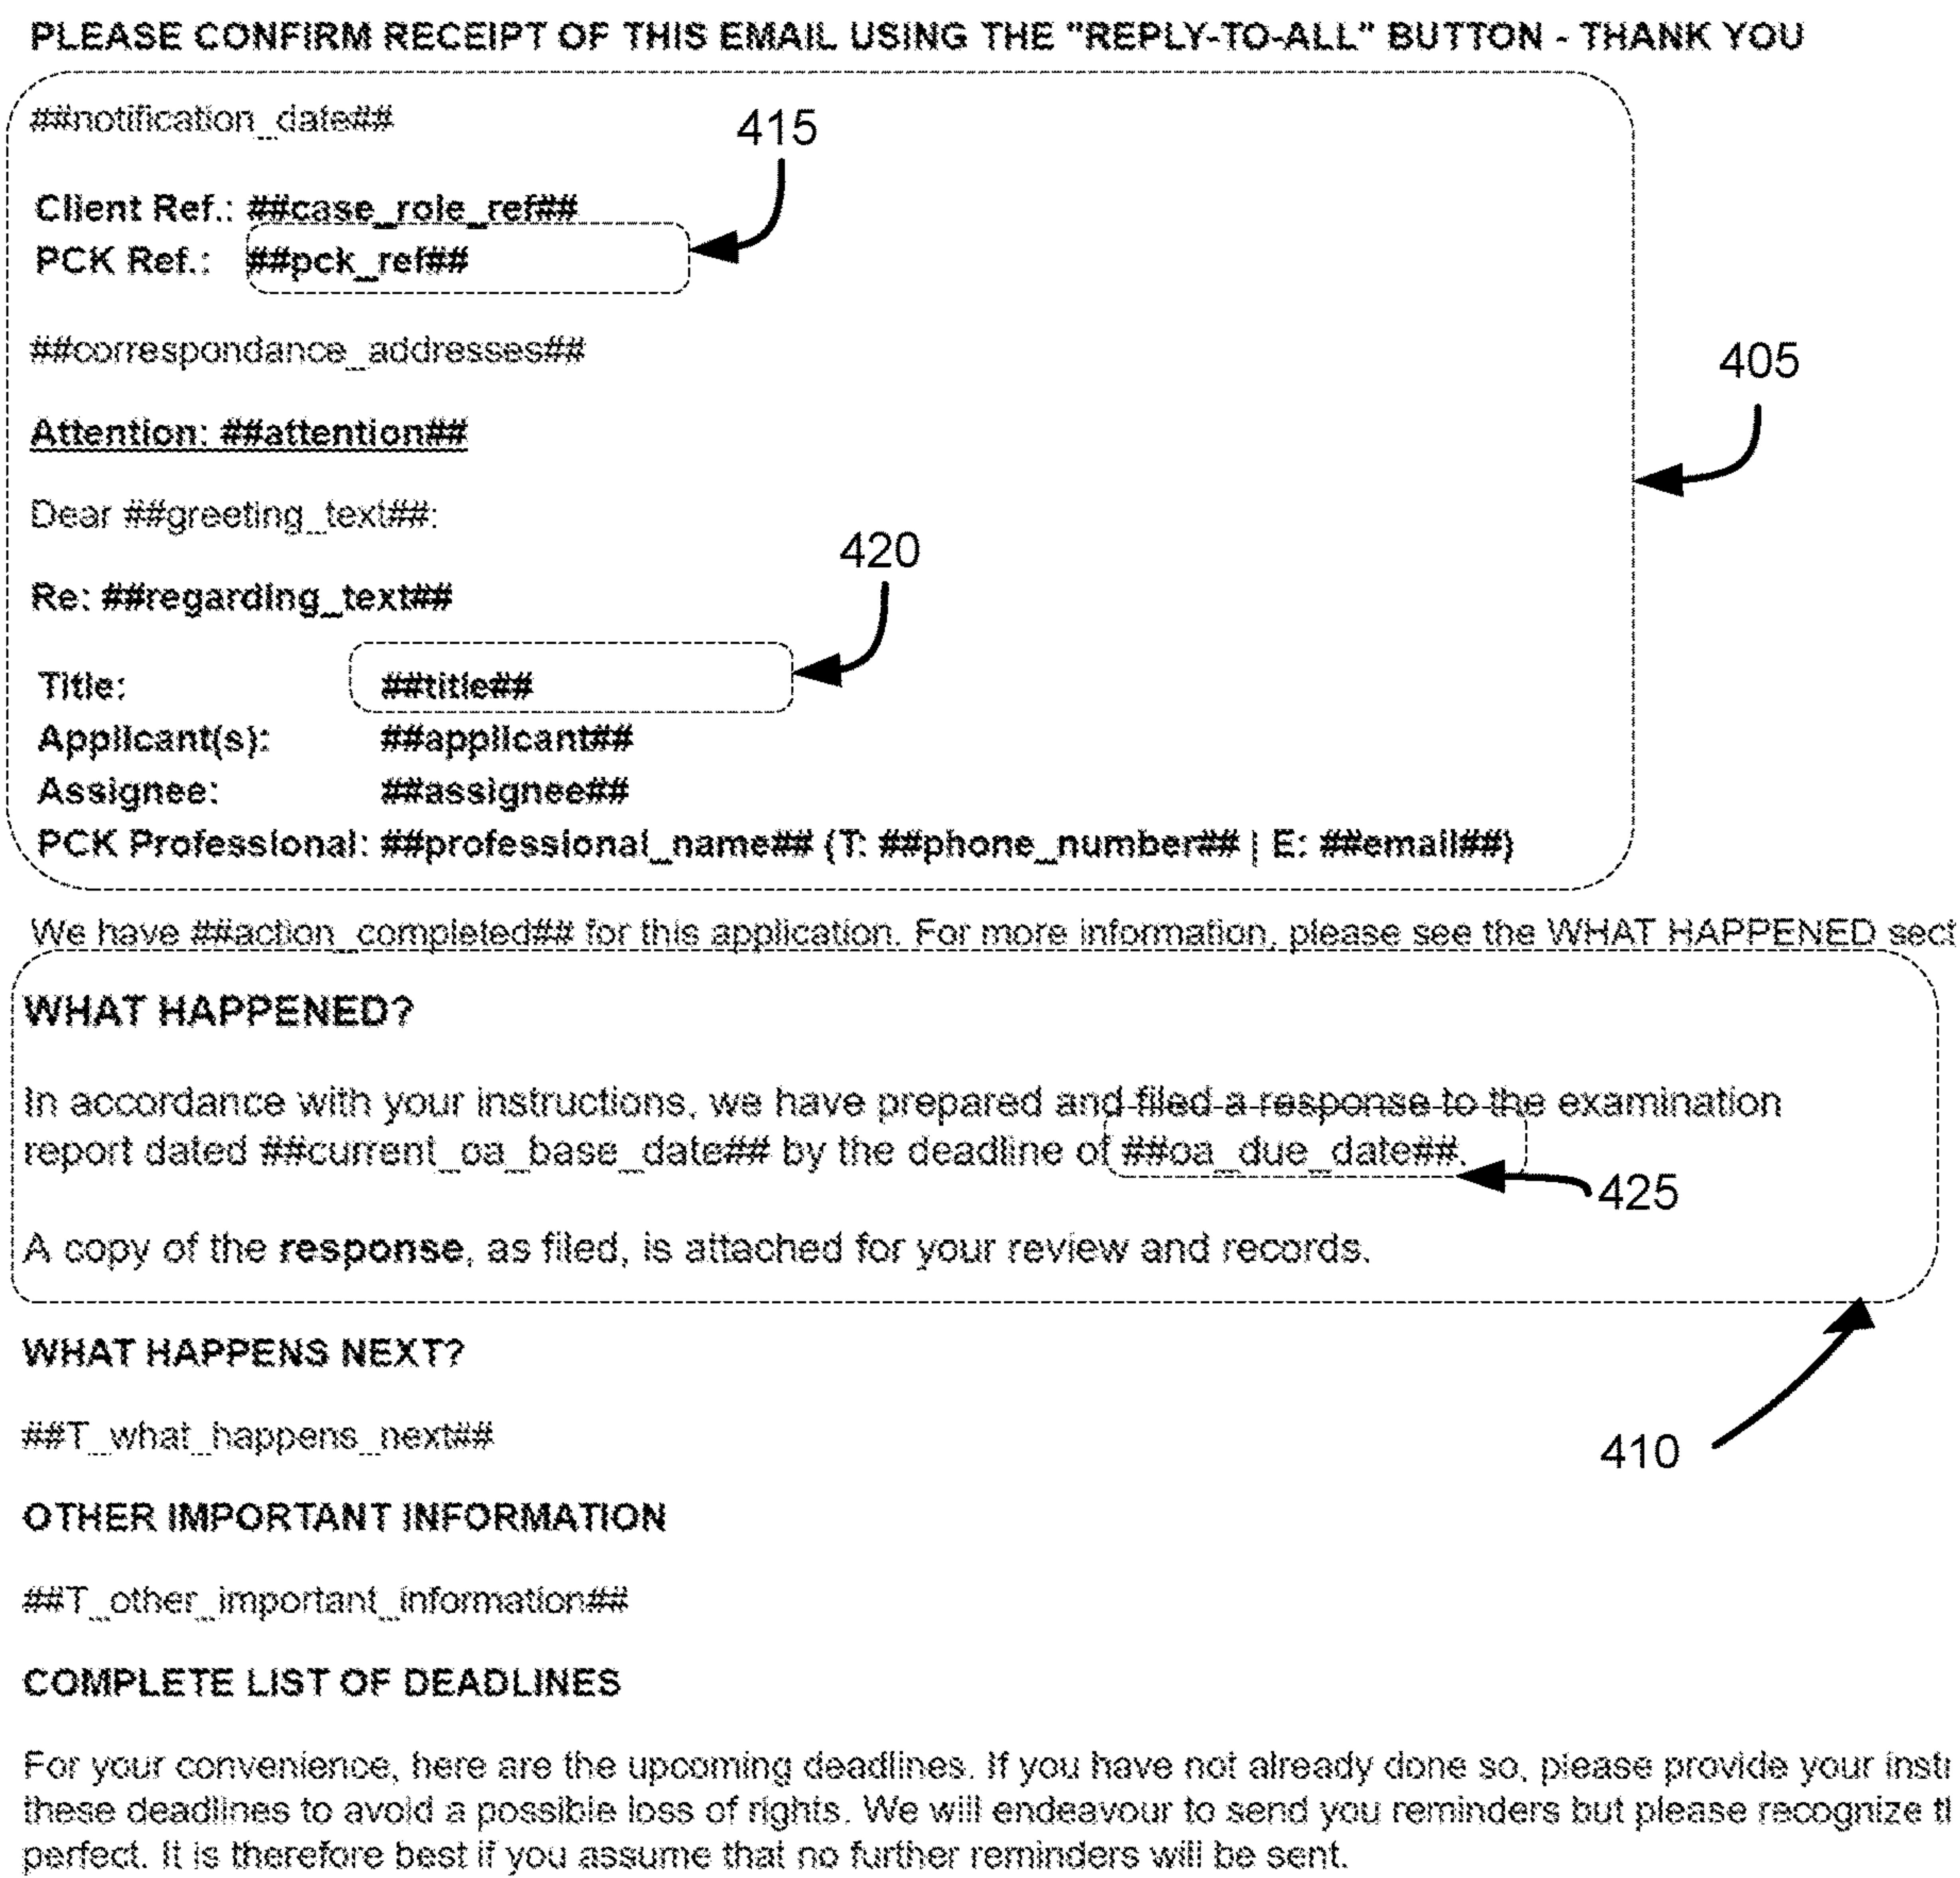 PLEASE CONFIRM RECEIPT OF THIS EMAIL USING THE "REPLY-TO-ALL" BUTTON - THANK YOU
##notification_date##
415
Client Ref.: ##case_role_ref##
PCK Ref.: ##pck_ref##
##correspondance_addresses##
405
Attention: ##attention##
Dear ##greeting_text##:
420
Re: ##regarding_text##
Title: ##title##
Applicant(s): ##applicant##
Assignee: ##assignee##
PCK Professional: ##professional_name## (T: ##phone_number## | E: ##email##)
We have ##action_completed## for this application. For more information, please see the WHAT HAPPENED sect
WHAT HAPPENED?
In accordance with your instructions, we have prepared and filed a response to the examination
report dated ##current_oa_base_date## by the deadline of ##oa_due_date##.
425
A copy of the response, as filed, is attached for your review and records.
WHAT HAPPENS NEXT?
##T_what_happens_next##
410
OTHER IMPORTANT INFORMATION
##T_other_important_information##
COMPLETE LIST OF DEADLINES
For your convenience, here are the upcoming deadlines. If you have not already done so, please provide your instr
these deadlines to avoid a possible loss of rights. We will endeavour to send you reminders but please recognize
perfect. It is therefore best if you assume that no further reminders will be sent.